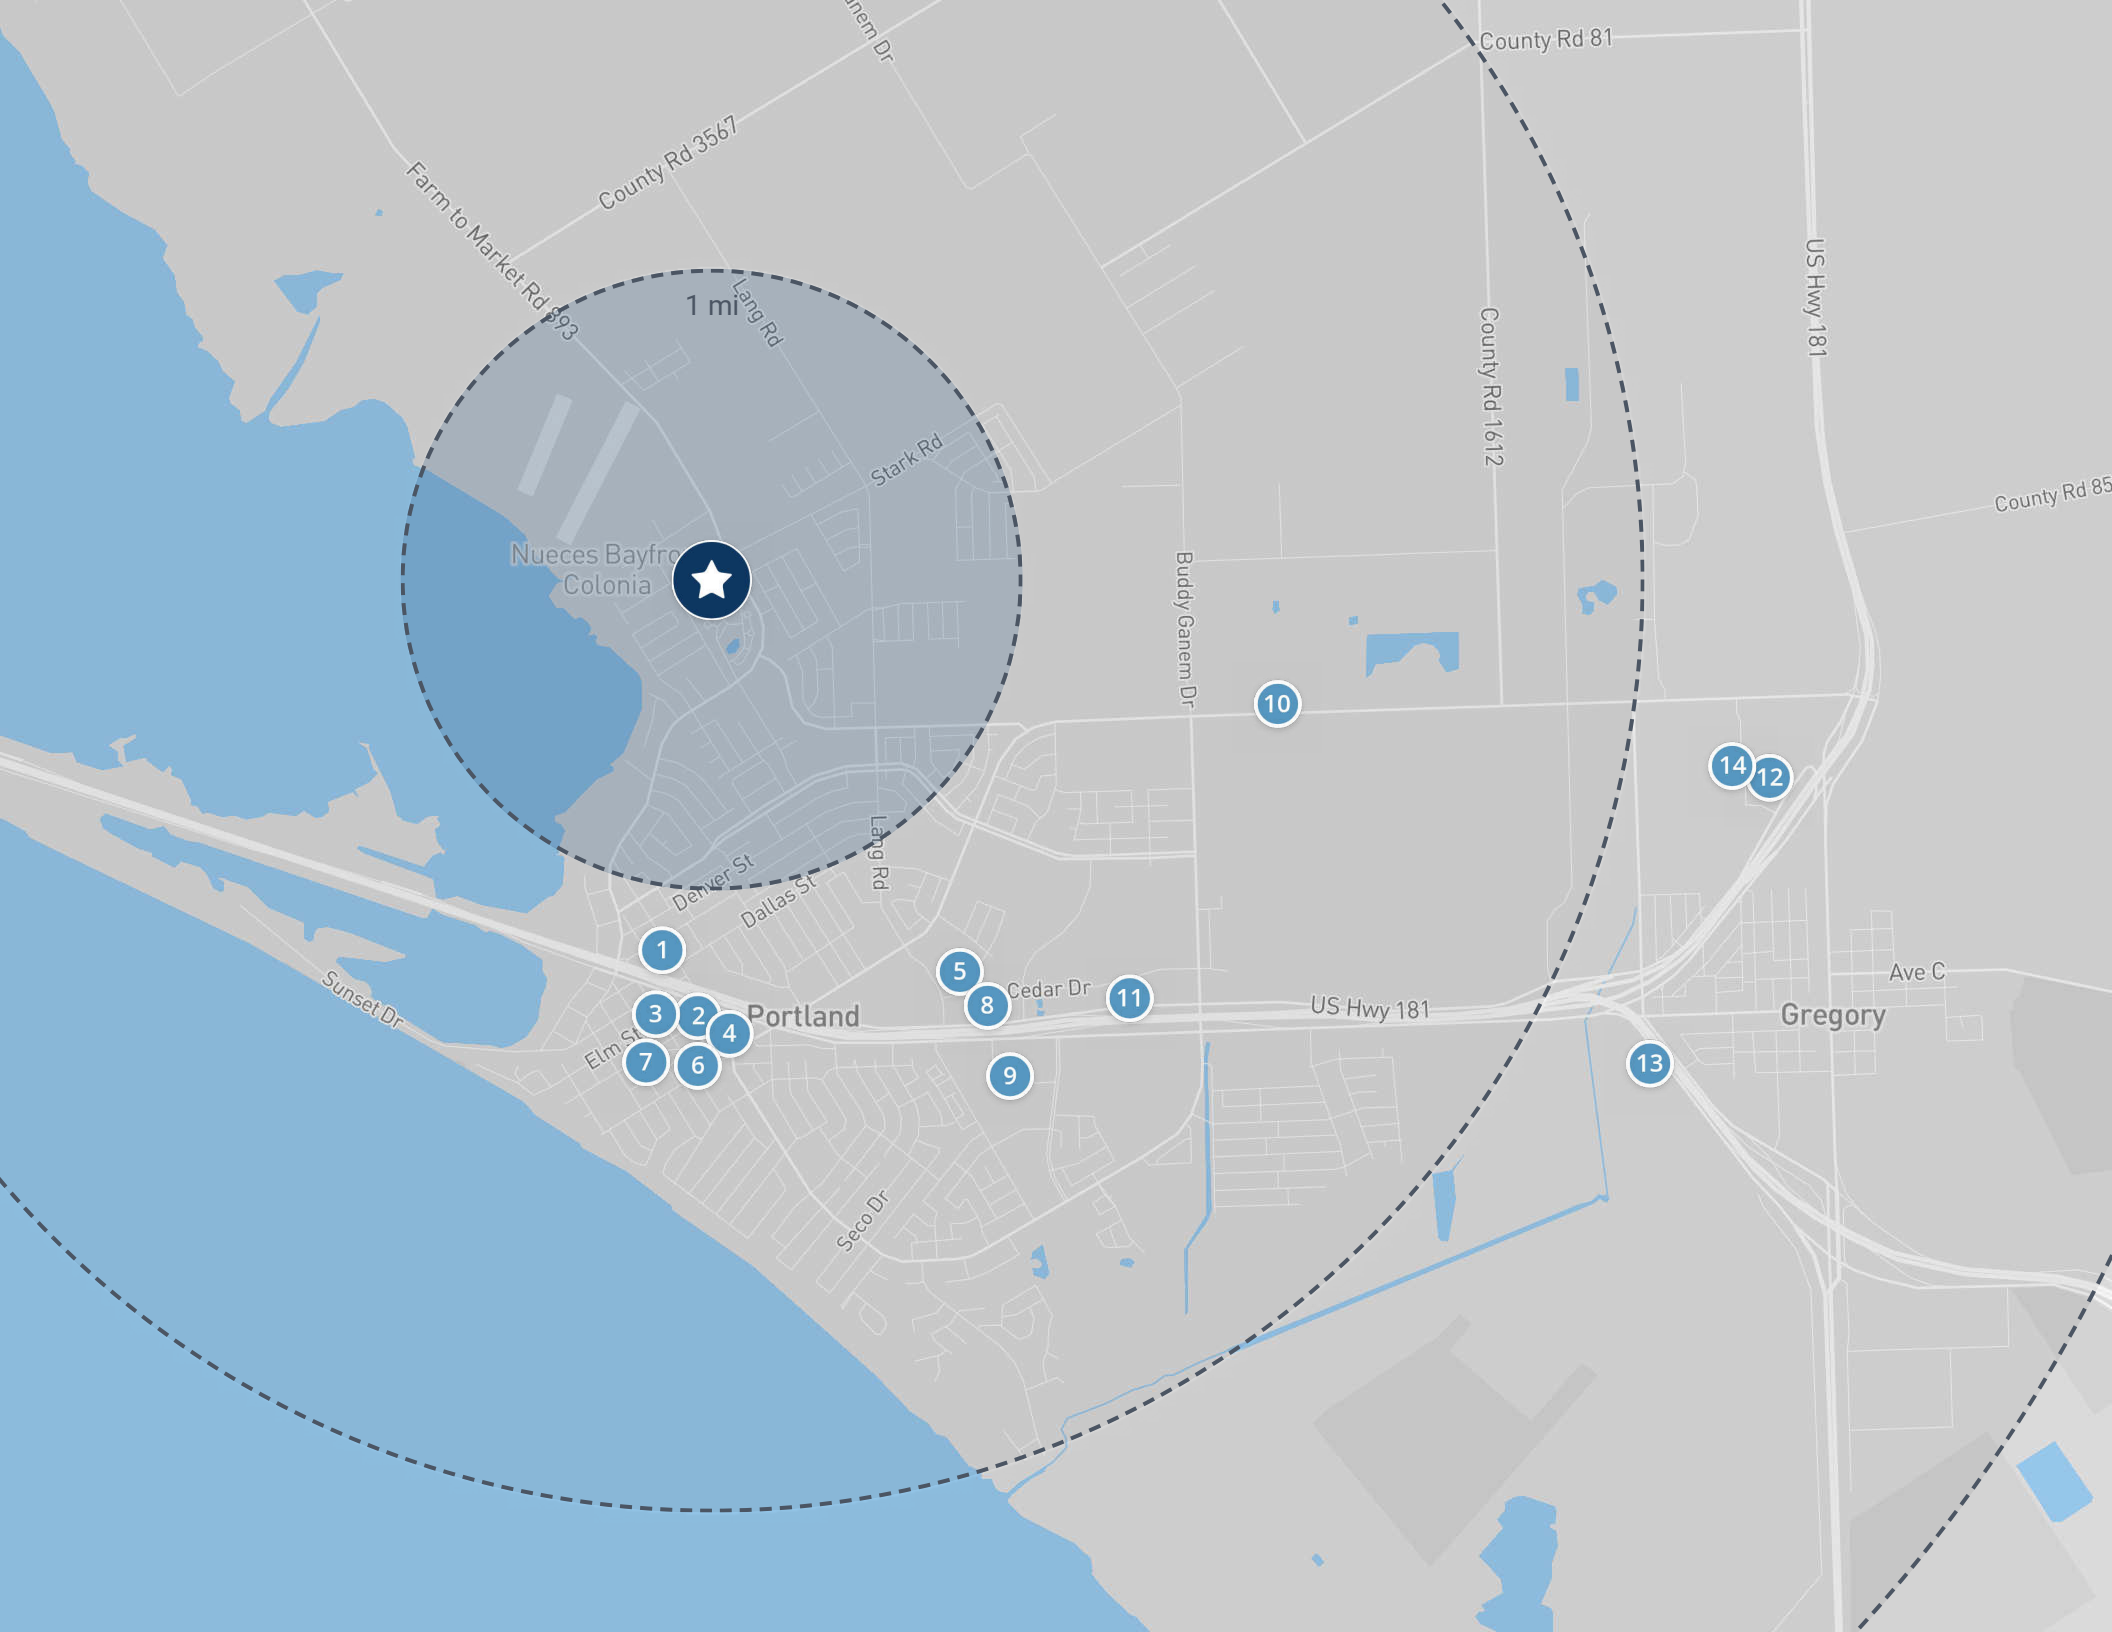 anem Dr
County Rd 81
County Rd 3567
Farm to Market Rd 893
US Hwy 181
1 mi
Lang Rd
County Rd 1612
Stark Rd
County Rd 85
Nueces Bayfro
Colonia
Buddy Ganem Dr
10
14
12
Lang Rd
Denver St
Dallas St
1
5
Cedar Dr
8
11
Ave C
Sunset Dr
3
2
4
Portland
US Hwy 181
Gregory
Elm St
7
6
9
13
Seco Dr